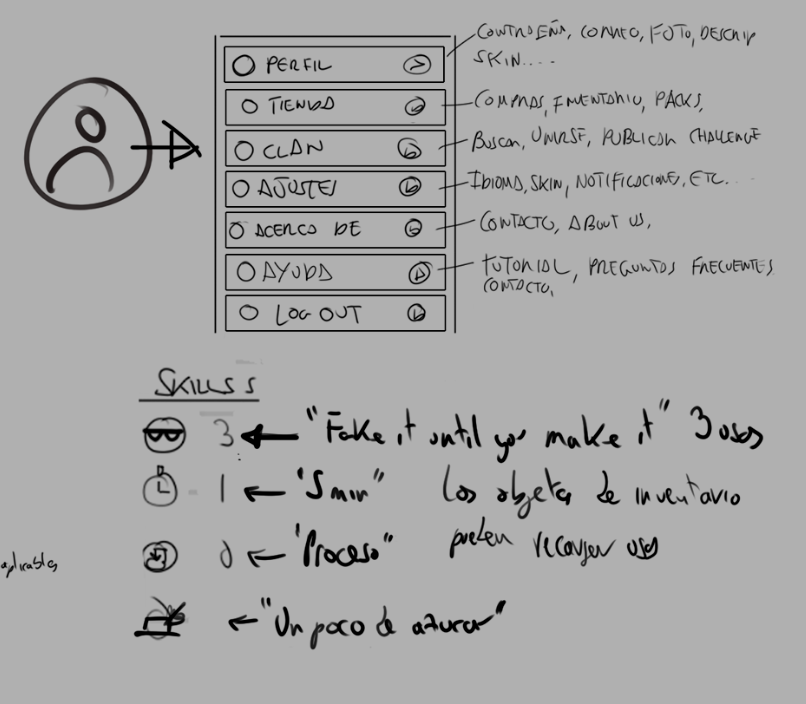 PERFIL
CONTRASEÑA, CORREO, FOTO, DESCRIP
SKIN....
TIENDA
COMPRAS, INVENTARIO, PACKS,
CLAN
BUSCAR, UNIRSE, PUBLICAR CHALLENGE
AJUSTES
IDIOMA, SKIN, NOTIFICACIONES, ETC....
ACERCA DE
CONTACTO, ABOUT US,
AYUDA
TUTORIAL, PREGUNTAS FRECUENTES
CONTACTO,
LOG OUT
SKILLS
3 "Fake it until you make it" 3 usos
1 "5 min" Los objetos de inventario
0 "Proceso" pueden recargar usos
aplicables
"Un poco de azucar"